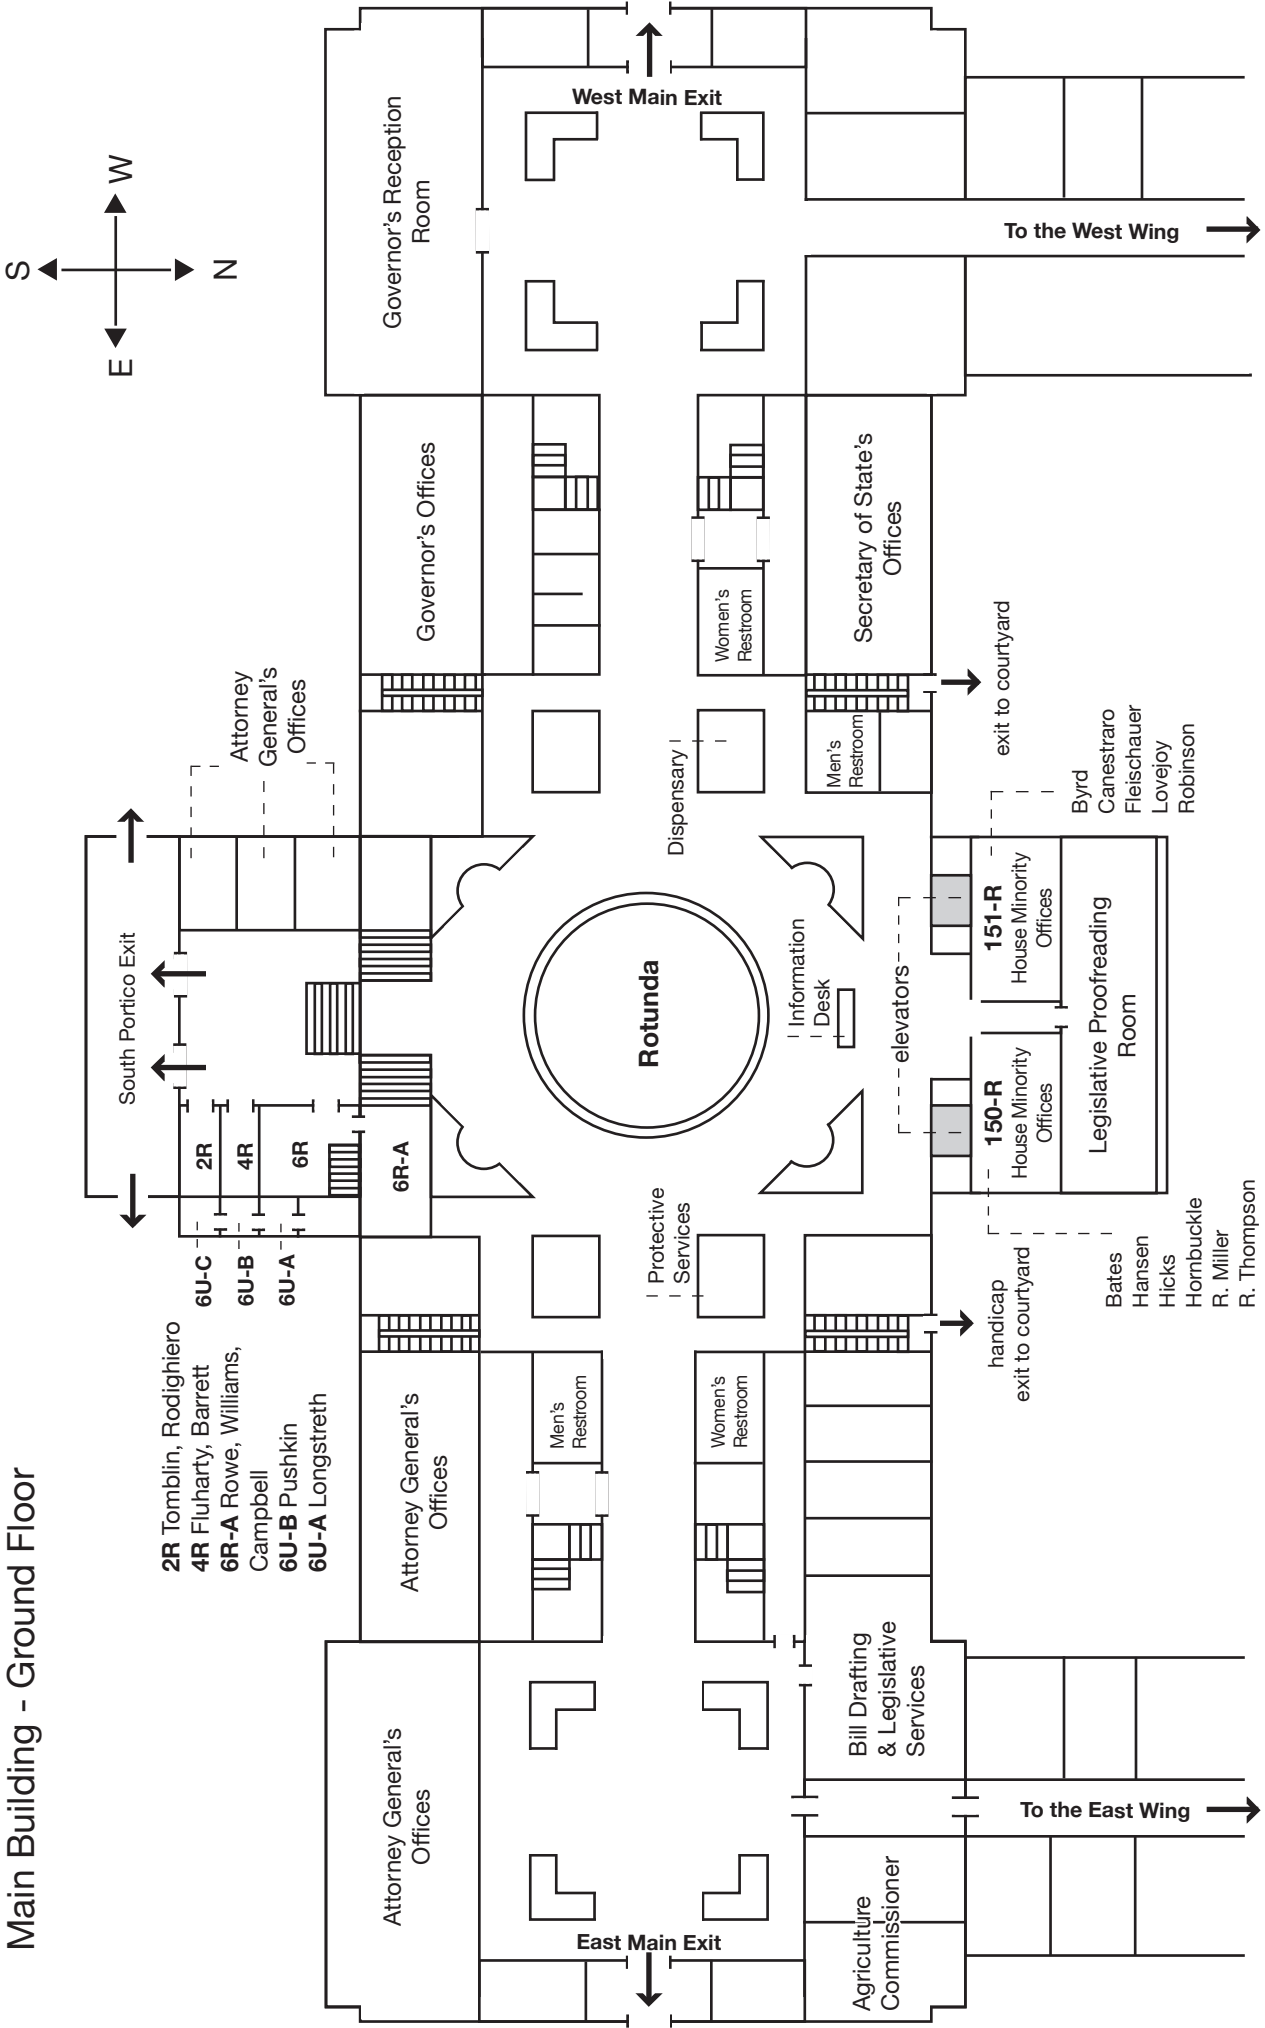 Main Building - Ground Floor
S
W
N
E
2R Tomblin, Rodighiero
4R Fluharty, Barrett
6R-A Rowe, Williams,
Campbell
6U-B Pushkin
6U-A Longstreth
6U-C
6U-B
6U-A
2R
4R
6R
6R-A
South Portico Exit
Attorney
General's
Offices
Attorney General's
Offices
Attorney General's
Offices
Governor's Offices
Governor's Reception
Room
Men's
Restroom
East Main Exit
Protective
Services
Rotunda
Dispensary
West Main Exit
Women's
Restroom
Information
Desk
Women's
Restroom
Agriculture
Commissioner
Bill Drafting
& Legislative
Services
elevators
Men's
Restroom
Secretary of State's
Offices
To the East Wing
handicap
exit to courtyard
150-R
House Minority
Offices
151-R
House Minority
Offices
exit to courtyard
To the West Wing
Legislative Proofreading
Room
Bates
Hansen
Hicks
Hornbuckle
R. Miller
R. Thompson
Byrd
Canestraro
Fleischauer
Lovejoy
Robinson